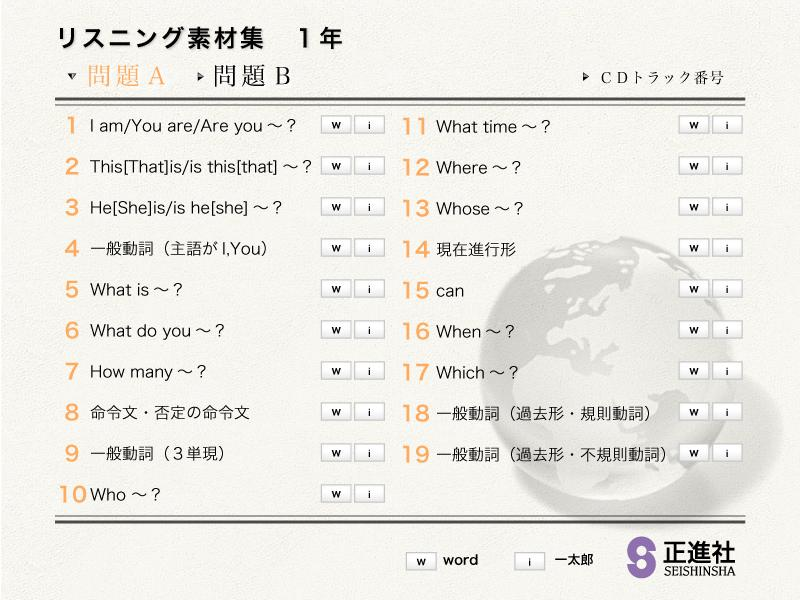 リスニング素材集　１年
問題A　問題B　CDトラック番号
1 I am/You are/Are you ～？ w i
2 This[That]is/is this[that] ～？ w i
3 He[She]is/is he[she] ～？ w i
4 一般動詞（主語が I,You） w i
5 What is ～？ w i
6 What do you ～？ w i
7 How many ～？ w i
8 命令文・否定の命令文 w i
9 一般動詞（３単現） w i
10 Who ～？ w i
11 What time ～？ w i
12 Where ～？ w i
13 Whose ～？ w i
14 現在進行形 w i
15 can w i
16 When ～？ w i
17 Which ～？ w i
18 一般動詞（過去形・規則動詞） w i
19 一般動詞（過去形・不規則動詞） w i
w word i 一太郎
正進社
SEISHINSHA